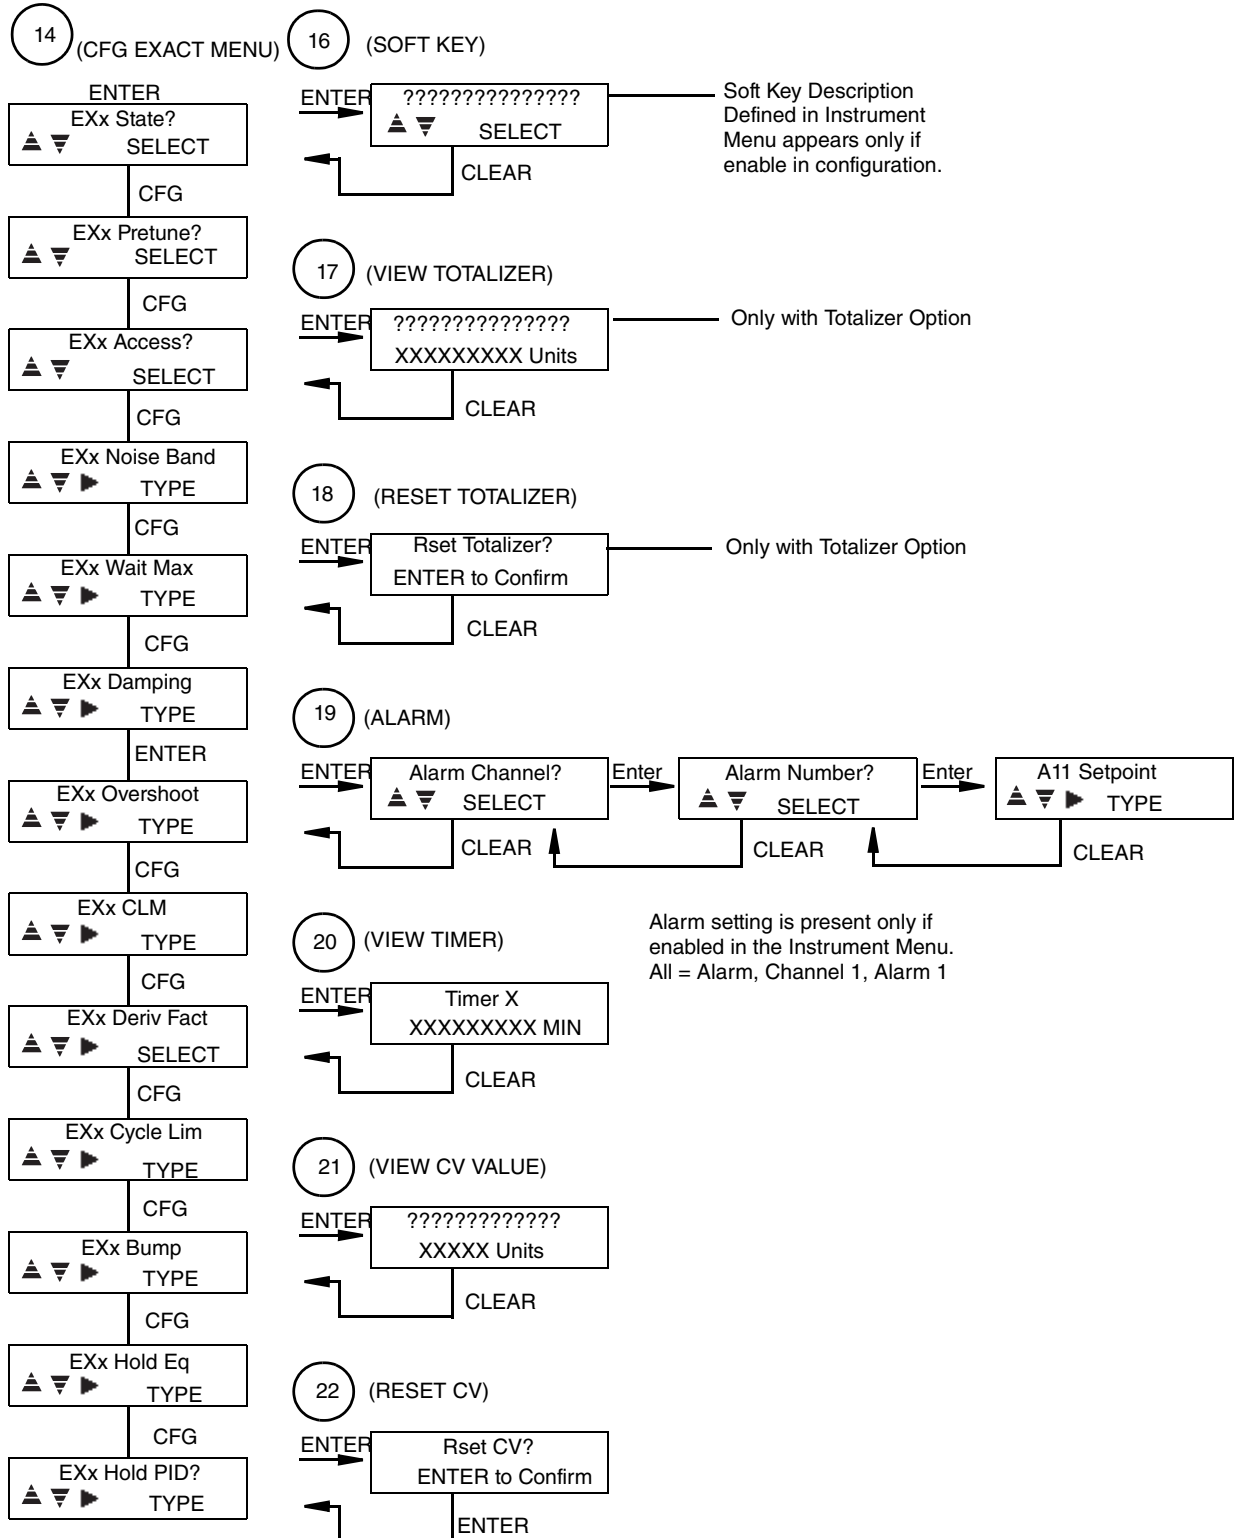 14
(CFG EXACT MENU)
ENTER
EXx State?
SELECT
CFG
EXx Pretune?
SELECT
CFG
EXx Access?
SELECT
CFG
EXx Noise Band
TYPE
CFG
EXx Wait Max
TYPE
CFG
EXx Damping
TYPE
ENTER
EXx Overshoot
TYPE
CFG
EXx CLM
TYPE
CFG
EXx Deriv Fact
SELECT
CFG
EXx Cycle Lim
TYPE
CFG
EXx Bump
TYPE
CFG
EXx Hold Eq
TYPE
CFG
EXx Hold PID?
TYPE
16
(SOFT KEY)
ENTER
???????????????
SELECT
CLEAR
Soft Key Description
Defined in Instrument
Menu appears only if
enable in configuration.
17
(VIEW TOTALIZER)
ENTER
???????????????
XXXXXXXXX Units
CLEAR
Only with Totalizer Option
18
(RESET TOTALIZER)
ENTER
Rset Totalizer?
ENTER to Confirm
CLEAR
Only with Totalizer Option
19
(ALARM)
ENTER
Alarm Channel?
SELECT
CLEAR
Enter
Alarm Number?
SELECT
CLEAR
Enter
A11 Setpoint
TYPE
CLEAR
Alarm setting is present only if
enabled in the Instrument Menu.
All = Alarm, Channel 1, Alarm 1
20
(VIEW TIMER)
ENTER
Timer X
XXXXXXXXX MIN
CLEAR
21
(VIEW CV VALUE)
ENTER
?????????????
XXXXX Units
CLEAR
22
(RESET CV)
ENTER
Rset CV?
ENTER to Confirm
ENTER